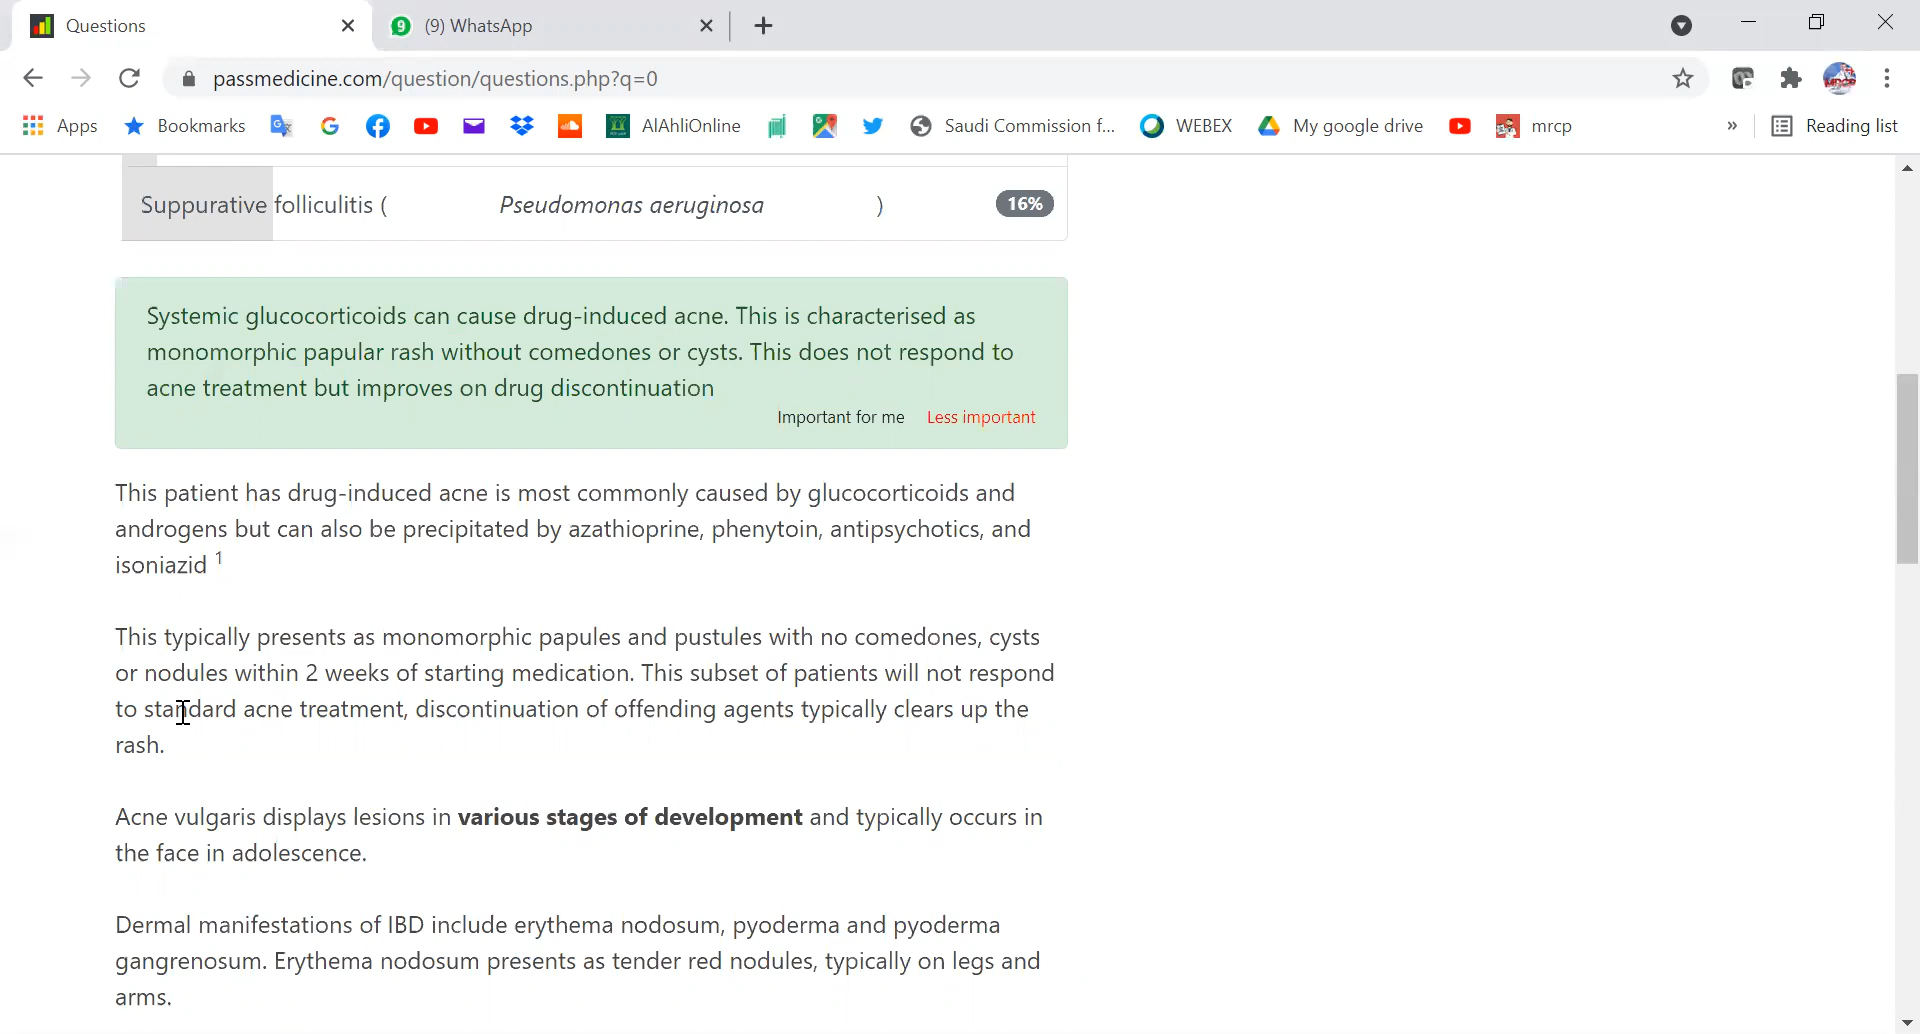 Questions
9
(9) WhatsApp
passmedicine.com/question/questions.php?q=0
Apps
Bookmarks
AlAhliOnline
Saudi Commission f...
WEBEX
My google drive
mrcp
»
Reading list
Suppurative folliculitis ( Pseudomonas aeruginosa ) 16%
Systemic glucocorticoids can cause drug-induced acne. This is characterised as
monomorphic papular rash without comedones or cysts. This does not respond to
acne treatment but improves on drug discontinuation
Important for me Less important
This patient has drug-induced acne is most commonly caused by glucocorticoids and
androgens but can also be precipitated by azathioprine, phenytoin, antipsychotics, and
isoniazid 1
This typically presents as monomorphic papules and pustules with no comedones, cysts
or nodules within 2 weeks of starting medication. This subset of patients will not respond
to standard acne treatment, discontinuation of offending agents typically clears up the
rash.
Acne vulgaris displays lesions in various stages of development and typically occurs in
the face in adolescence.
Dermal manifestations of IBD include erythema nodosum, pyoderma and pyoderma
gangrenosum. Erythema nodosum presents as tender red nodules, typically on legs and
arms.